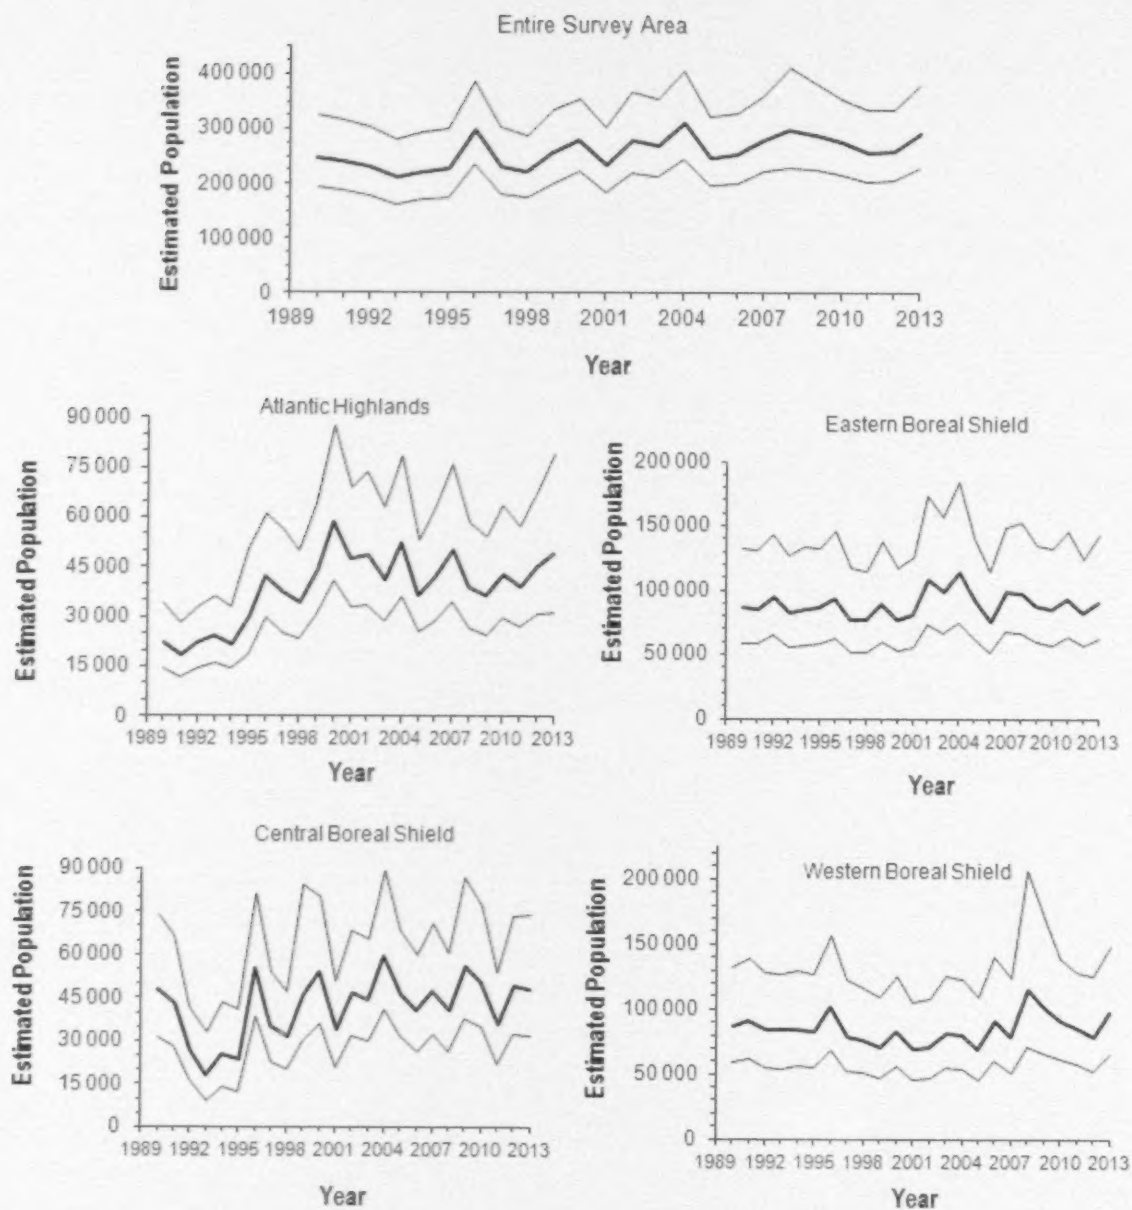 Entire Survey Area
Estimated Population
400 000
300 000
200 000
100 000
0
1989 1992 1995 1998 2001 2004 2007 2010 2013
Year
Atlantic Highlands
Estimated Population
90 000
75 000
60 000
45 000
30 000
15 000
0
1989 1992 1995 1998 2001 2004 2007 2010 2013
Year
Eastern Boreal Shield
Estimated Population
200 000
150 000
100 000
50 000
0
1989 1992 1995 1998 2001 2004 2007 2010 2013
Year
Central Boreal Shield
Estimated Population
90 000
75 000
60 000
45 000
30 000
15 000
0
1989 1992 1995 1998 2001 2004 2007 2010 2013
Year
Western Boreal Shield
Estimated Population
200 000
150 000
100 000
50 000
0
1989 1992 1995 1998 2001 2004 2007 2010 2013
Year